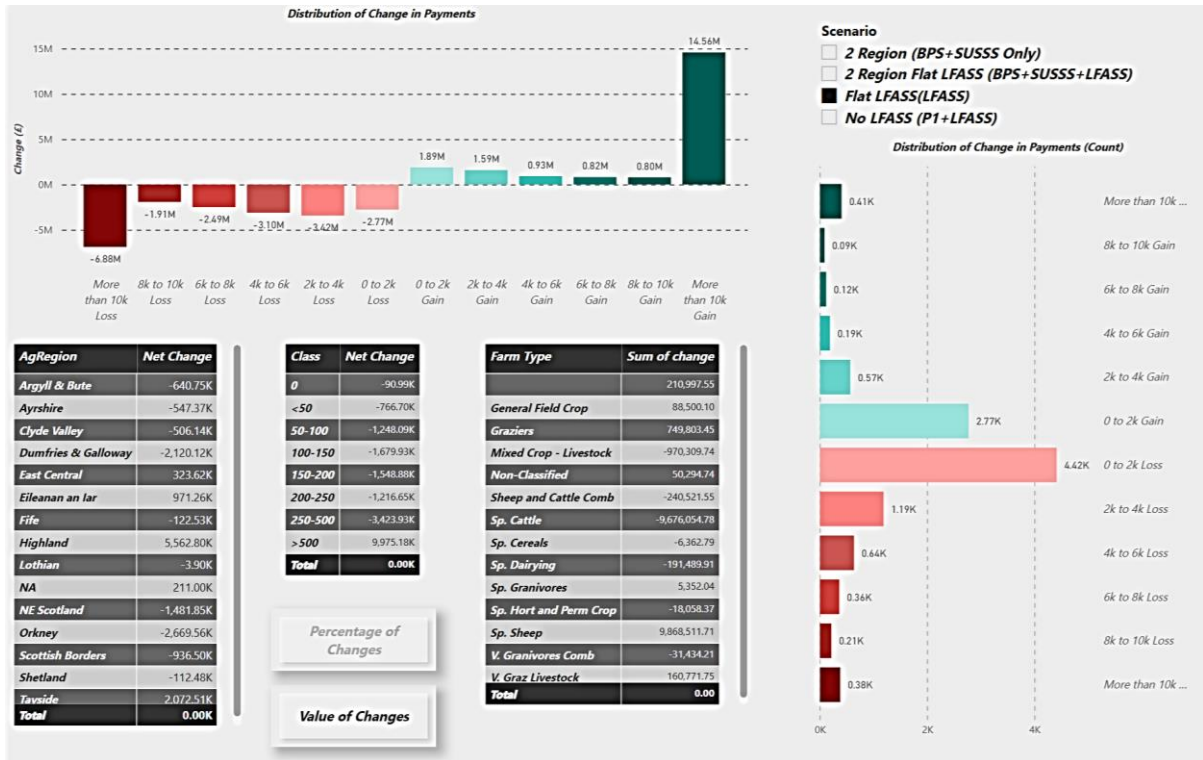 Distribution of Change in Payments
15M
10M
5M
0M
-5M
Change (£)
-6.88M
-1.91M
-2.49M
-3.10M
-3.42M
-2.77M
1.89M
1.59M
0.93M
0.82M
0.80M
14.56M
More than 10k Loss
8k to 10k Loss
6k to 8k Loss
4k to 6k Loss
2k to 4k Loss
0 to 2k Loss
0 to 2k Gain
2k to 4k Gain
4k to 6k Gain
6k to 8k Gain
8k to 10k Gain
More than 10k Gain
Scenario
2 Region (BPS+SUSSS Only)
2 Region Flat LFASS (BPS+SUSSS+LFASS)
Flat LFASS(LFASS)
No LFASS (P1+LFASS)
AgRegion Net Change
Argyll & Bute -640.75K
Ayrshire -547.37K
Clyde Valley -506.14K
Dumfries & Galloway -2,120.12K
East Central 323.62K
Eileanan an Iar 971.26K
Fife -122.53K
Highland 5,562.80K
Lothian -3.90K
NA 211.00K
NE Scotland -1,481.85K
Orkney -2,669.56K
Scottish Borders -936.50K
Shetland -112.48K
Tayside 2,072.51K
Total 0.00K
Class Net Change
0 -90.99K
<50 -766.70K
50-100 -1,248.09K
100-150 -1,679.93K
150-200 -1,548.88K
200-250 -1,216.65K
250-500 -3,423.93K
>500 9,975.18K
Total 0.00K
Percentage of
Changes
Value of Changes
Farm Type Sum of change
210,997.55
General Field Crop 88,500.10
Graziers 749,803.45
Mixed Crop - Livestock -970,309.74
Non-Classified 50,294.74
Sheep and Cattle Comb -240,521.55
Sp. Cattle -9,676,054.78
Sp. Cereals -6,362.79
Sp. Dairying -191,489.91
Sp. Granivores 5,352.04
Sp. Hort and Perm Crop -18,058.37
Sp. Sheep 9,868,511.71
V. Granivores Comb -31,434.21
V. Graz Livestock 160,771.75
Total 0.00
Distribution of Change in Payments (Count)
0.41K More than 10k ...
0.09K 8k to 10k Gain
0.12K 6k to 8k Gain
0.19K 4k to 6k Gain
0.57K 2k to 4k Gain
2.77K 0 to 2k Gain
4.42K 0 to 2k Loss
1.19K 2k to 4k Loss
0.64K 4k to 6k Loss
0.36K 6k to 8k Loss
0.21K 8k to 10k Loss
0.38K More than 10k ...
0K 2K 4K